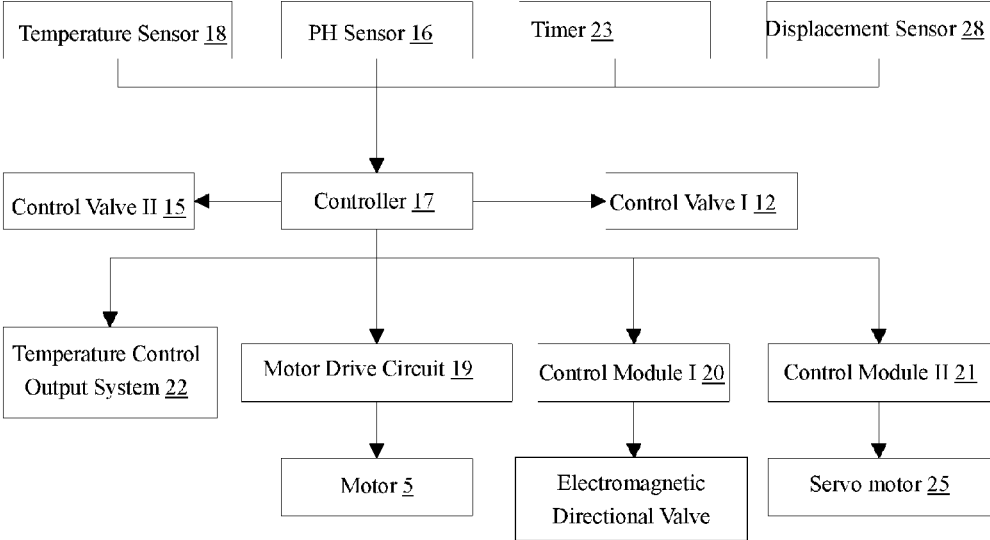 Temperature Sensor 18
PH Sensor 16
Timer 23
Displacement Sensor 28
Control Valve II 15
Controller 17
Control Valve I 12
Temperature Control
Output System 22
Motor Drive Circuit 19
Control Module I 20
Control Module II 21
Motor 5
Electromagnetic
Directional Valve
Servo motor 25